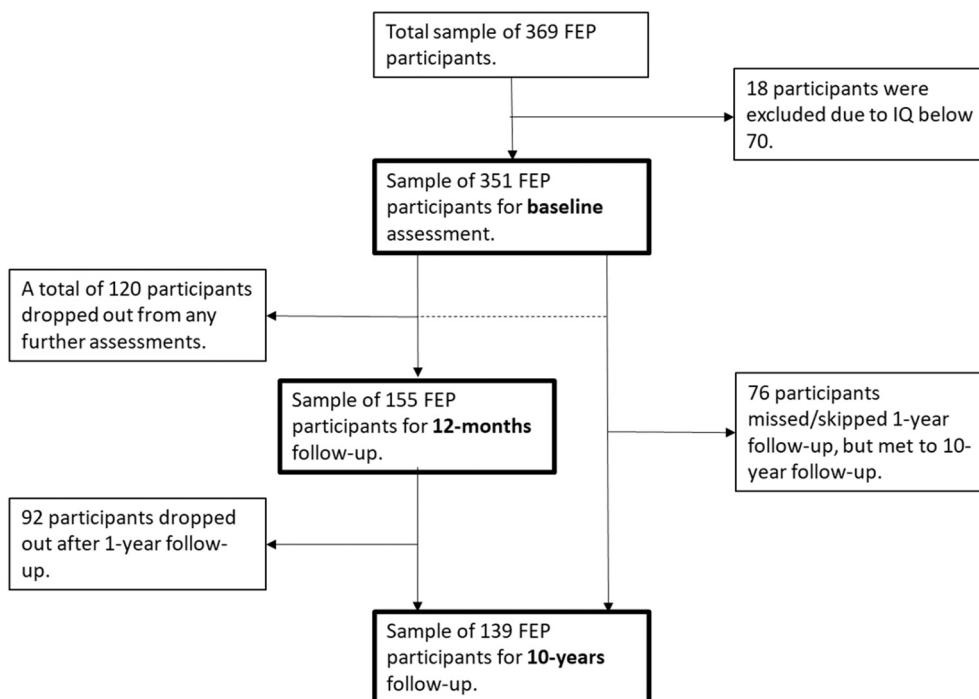 Total sample of 369 FEP
participants.
18 participants were
excluded due to IQ below
70.
Sample of 351 FEP
participants for baseline
assessment.
A total of 120 participants
dropped out from any
further assessments.
Sample of 155 FEP
participants for 12-months
follow-up.
76 participants
missed/skipped 1-year
follow-up, but met to 10-
year follow-up.
92 participants dropped
out after 1-year follow-
up.
Sample of 139 FEP
participants for 10-years
follow-up.